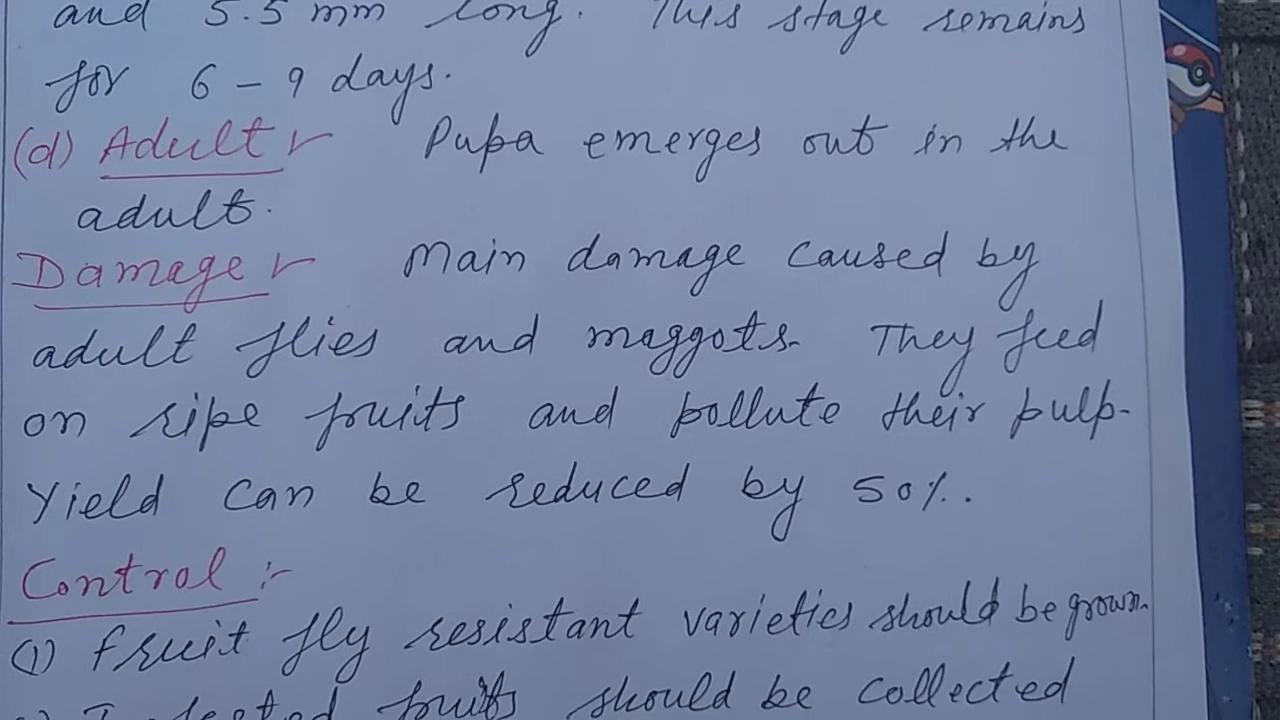 and 5.5 mm long. This stage remains
for 6 - 9 days.
(d) Adult :- Pupa emerges out in the
adult.
Damage :- Main damage caused by
adult flies and maggots. They feed
on ripe fruits and pollute their pulp.
Yield can be reduced by 50%.
Control :-
(1) Fruit fly resistant varieties should be grown.
Infested fruits should be collected